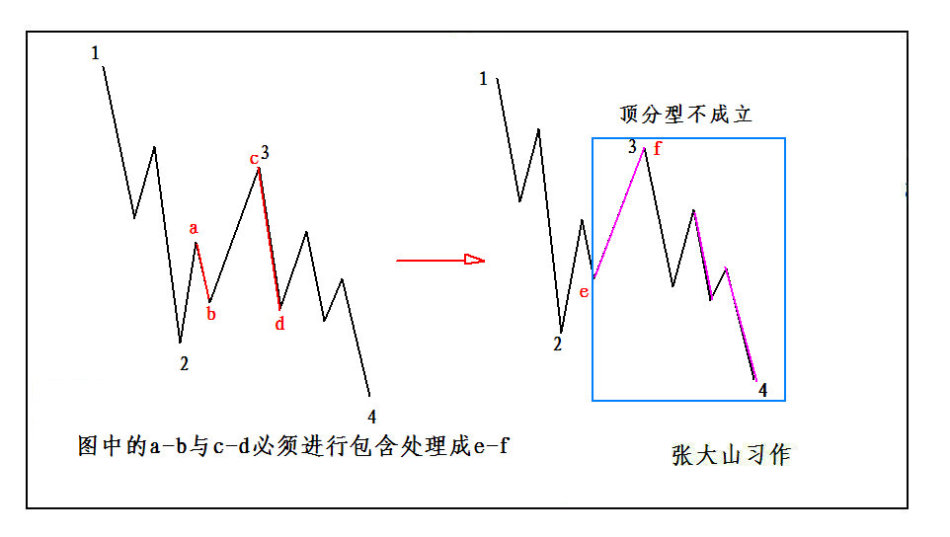 1
c
3
a
b
d
2
4
图中的a-b与c-d必须进行包含处理成e-f
1
顶分型不成立
3
f
e
2
4
张大山习作